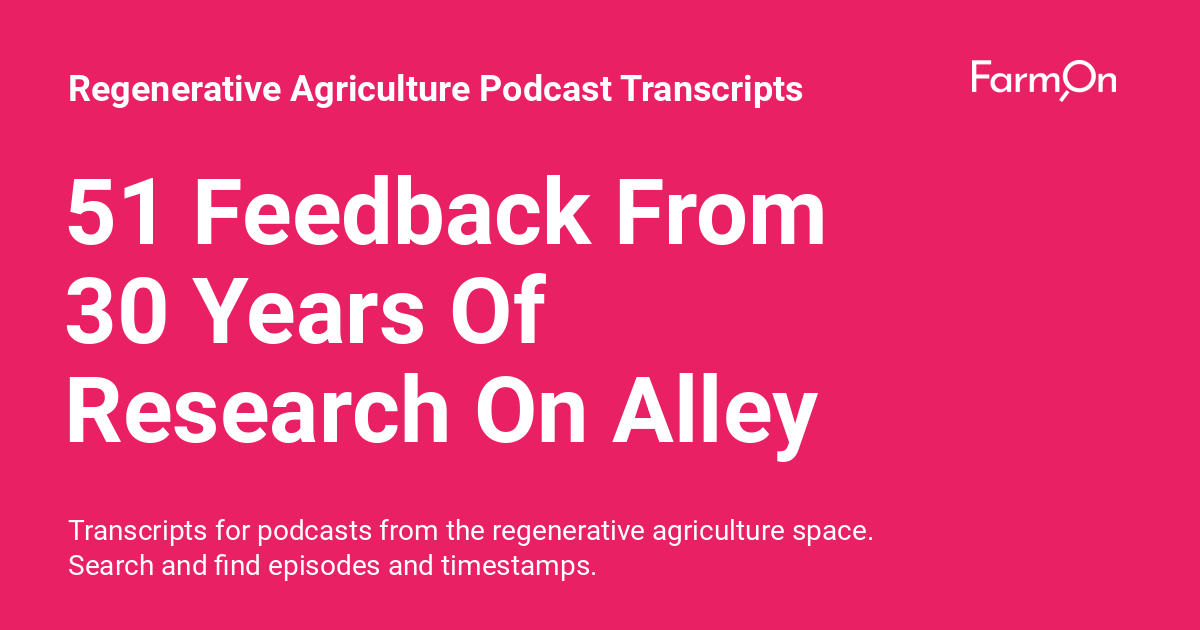 Regenerative Agriculture Podcast Transcripts
FarmOn
51 Feedback From
30 Years Of
Research On Alley
Transcripts for podcasts from the regenerative agriculture space.
Search and find episodes and timestamps.